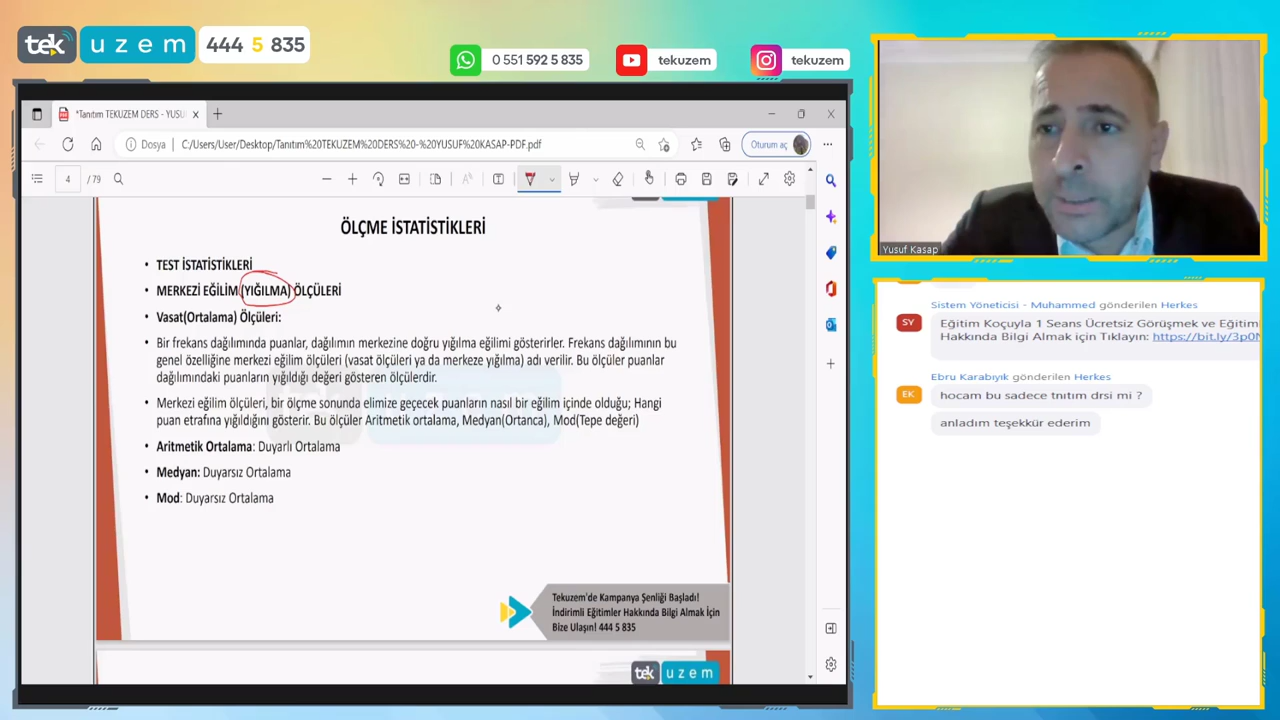 tek uzem 444 5 835
0 551 592 5 835
tekuzem
tekuzem
*Tanıtım TEKUZEM DERS - YUSU
Dosya C:/Users/User/Desktop/Tanıtım%20TEKUZEM%20DERS%20-%20YUSUF%20KASAP-PDF.pdf
Oturum aç
4 /79
ÖLÇME İSTATİSTİKLERİ
• TEST İSTATİSTİKLERİ
• MERKEZİ EĞİLİM (YIĞILMA) ÖLÇÜLERİ
• Vasat(Ortalama) Ölçüleri:
• Bir frekans dağılımında puanlar, dağılımın merkezine doğru yığılma eğilimi gösterirler. Frekans dağılımının bu
genel özelliğine merkezi eğilim ölçüleri (vasat ölçüleri ya da merkeze yığılma) adı verilir. Bu ölçüler puanlar
dağılımındaki puanların yığıldığı değeri gösteren ölçülerdir.
• Merkezi eğilim ölçüleri, bir ölçme sonunda elimize geçecek puanların nasıl bir eğilim içinde olduğu; Hangi
puan etrafına yığıldığını gösterir. Bu ölçüler Aritmetik ortalama, Medyan(Ortanca), Mod(Tepe değeri)
• Aritmetik Ortalama: Duyarlı Ortalama
• Medyan: Duyarsız Ortalama
• Mod: Duyarsız Ortalama
Tekuzem'de Kampanya Şenliği Başladı!
İndirimli Eğitimler Hakkında Bilgi Almak İçin
Bize Ulaşın! 444 5 835
tek uzem
Yusuf Kasap
Sistem Yöneticisi - Muhammed gönderilen Herkes
SY
Eğitim Koçuyla 1 Seans Ücretsiz Görüşmek ve Eğitim
Hakkında Bilgi Almak için Tıklayın: https://bit.ly/3p0N
Ebru Karabıyık gönderilen Herkes
EK
hocam bu sadece tnıtım drsi mi ?
anladım teşekkür ederim